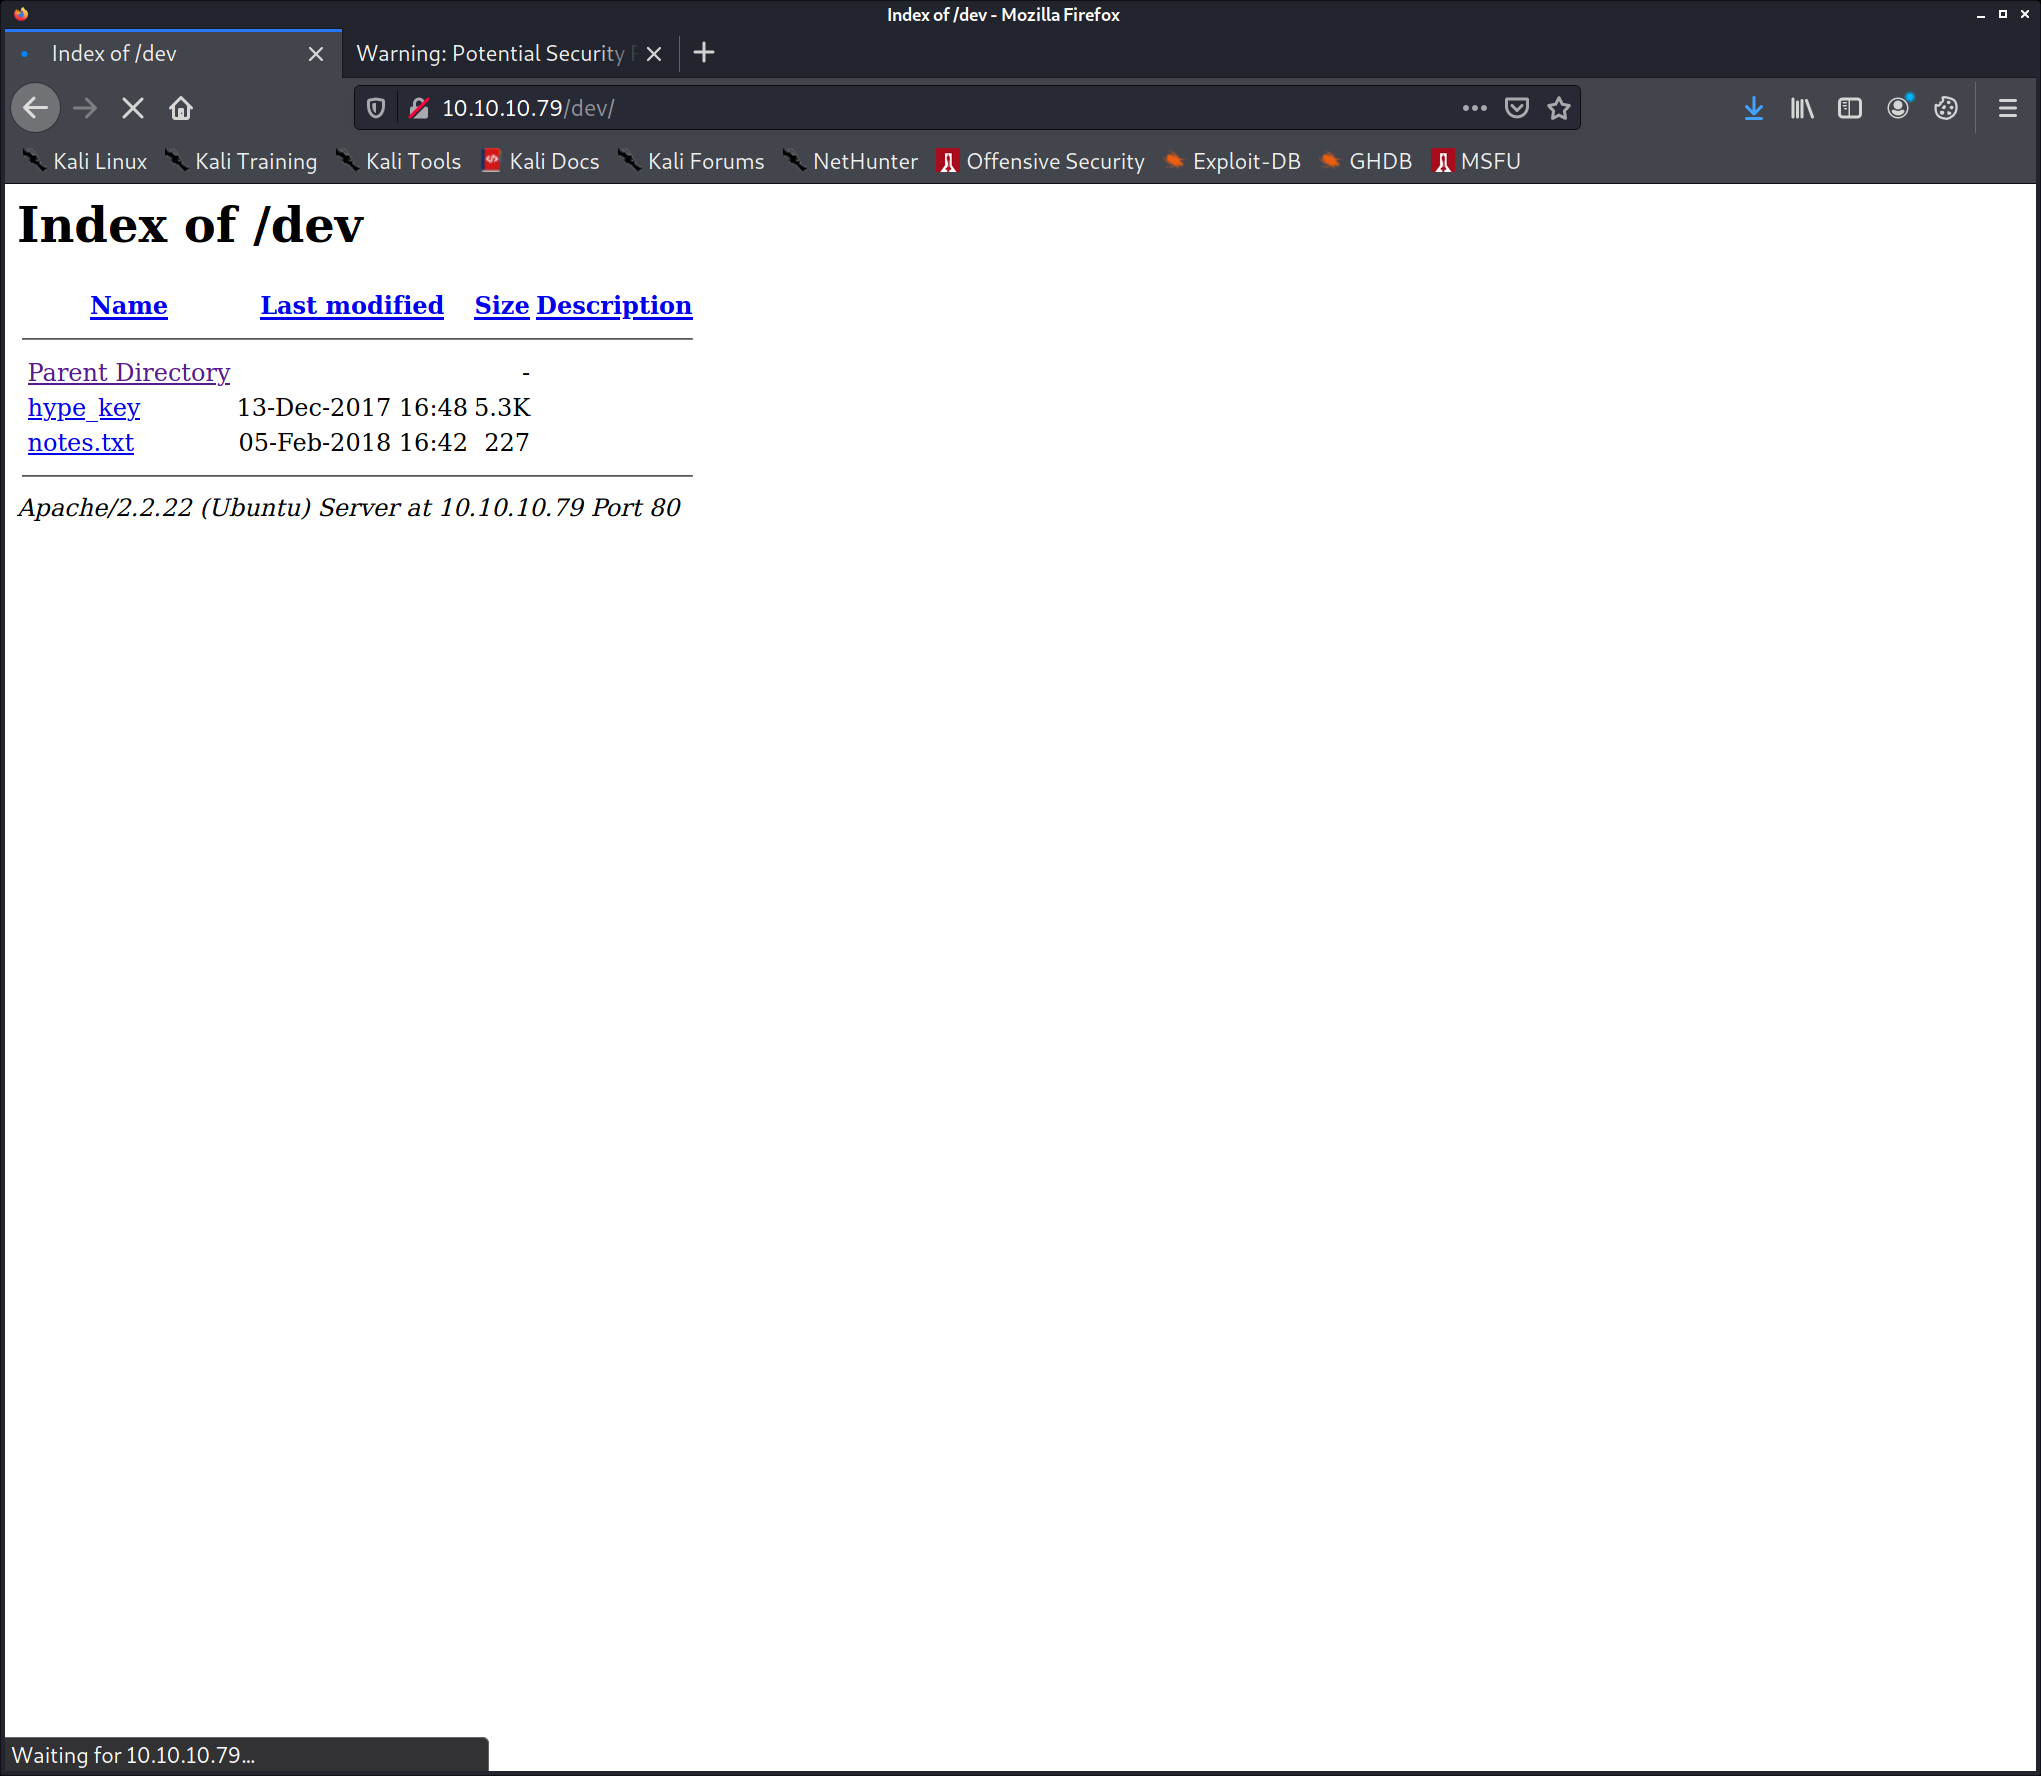 Index of /dev - Mozilla Firefox
Index of /dev
Warning: Potential Security
10.10.10.79/dev/
Kali Linux Kali Training Kali Tools Kali Docs Kali Forums NetHunter Offensive Security Exploit-DB GHDB MSFU
Index of /dev
Name Last modified Size Description
Parent Directory -
hype_key 13-Dec-2017 16:48 5.3K
notes.txt 05-Feb-2018 16:42 227
Apache/2.2.22 (Ubuntu) Server at 10.10.10.79 Port 80
Waiting for 10.10.10.79...